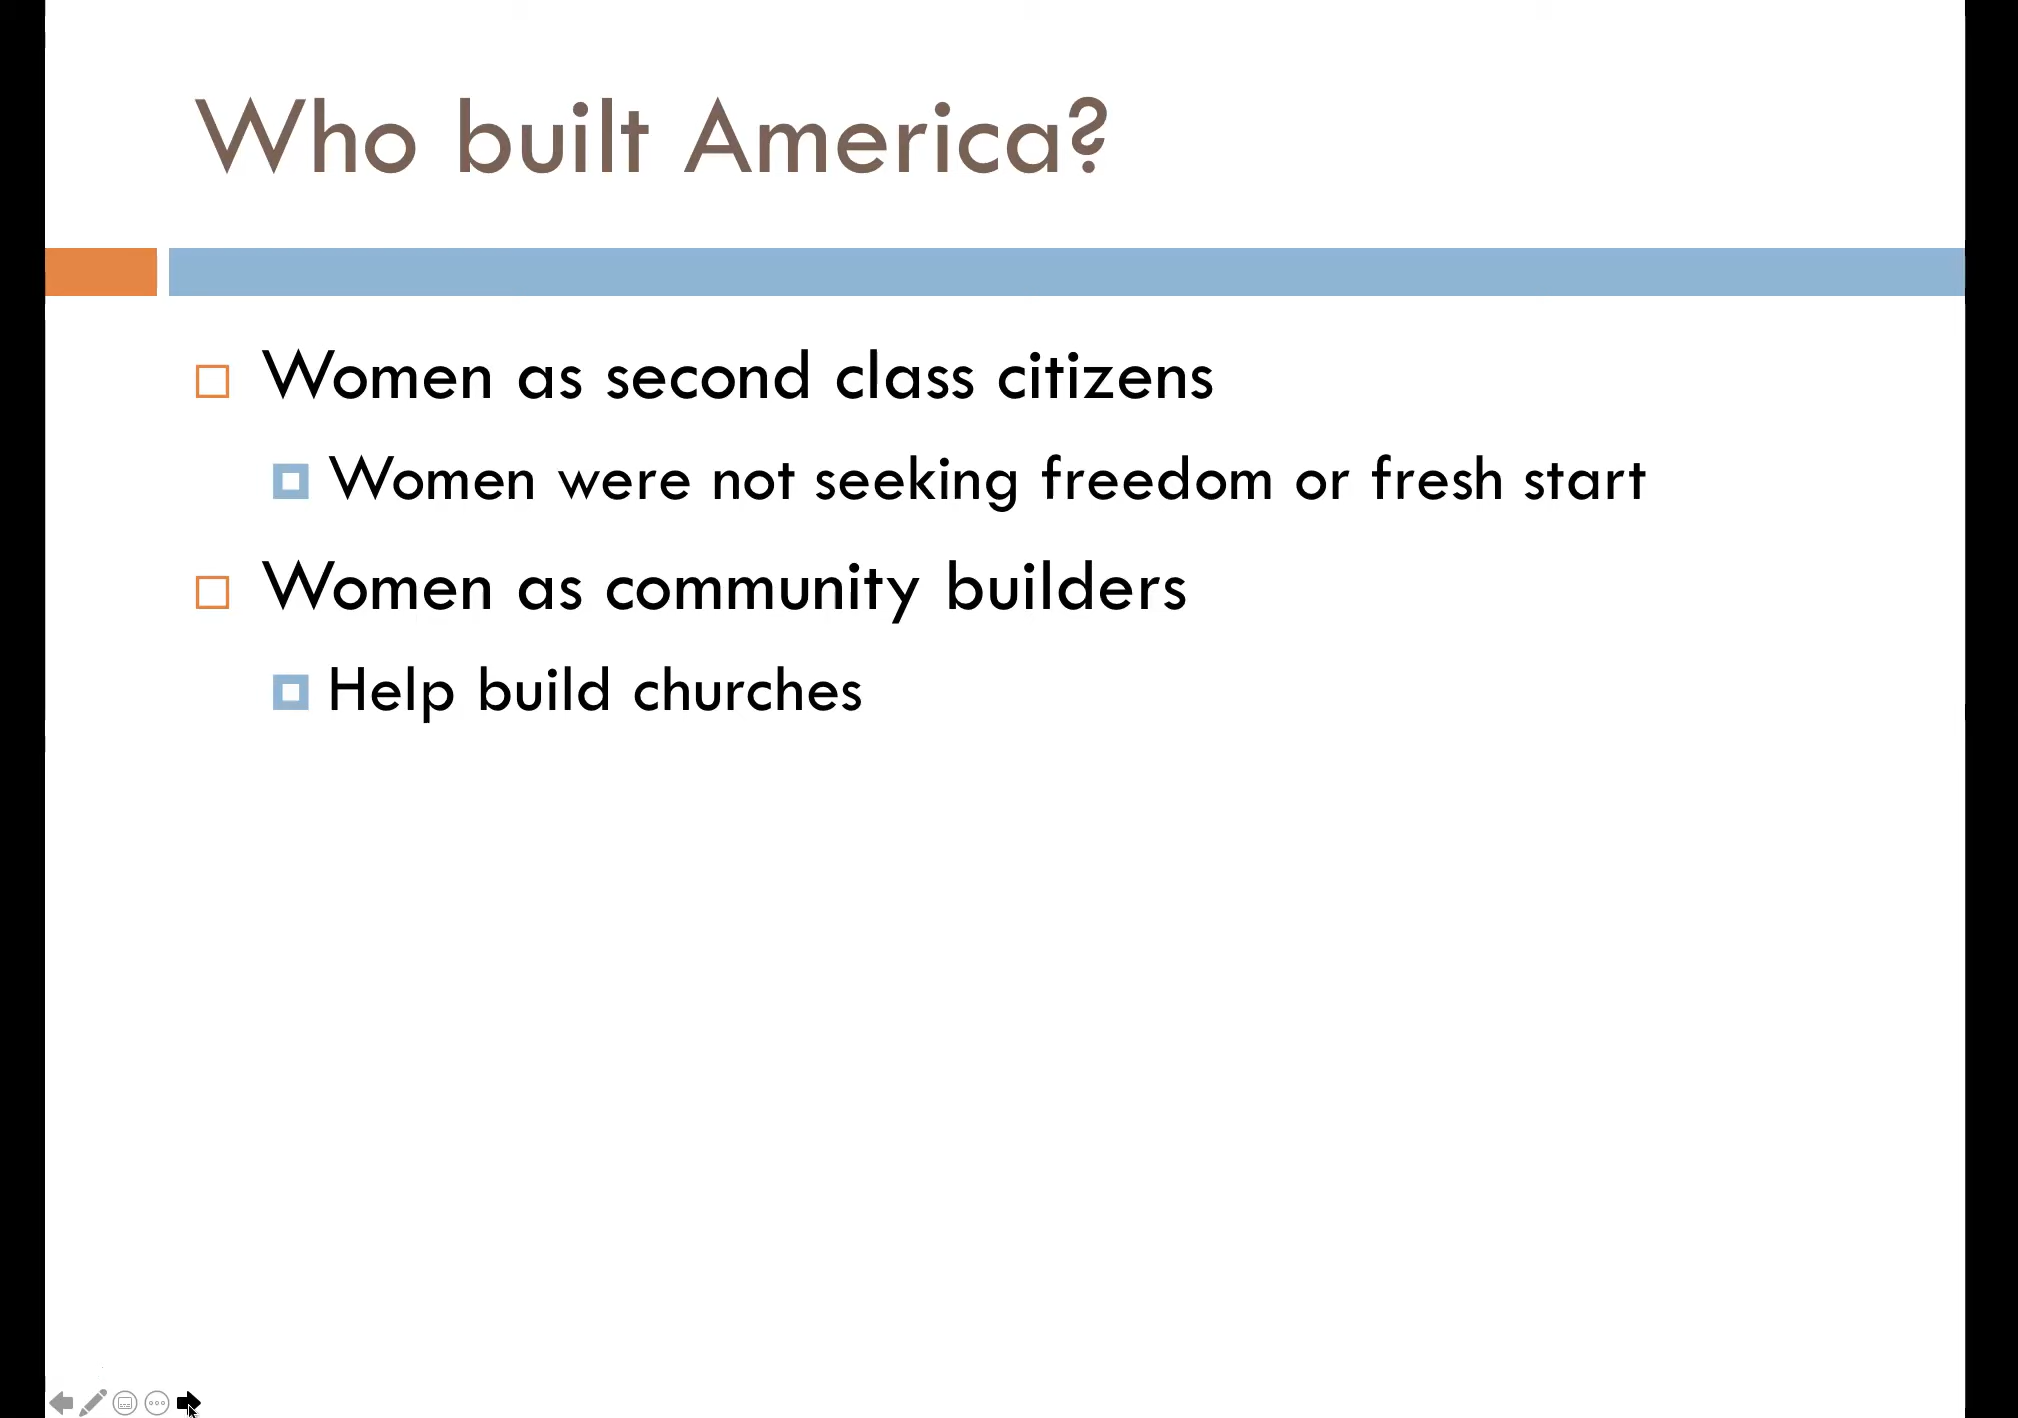 Who built America?
Women as second class citizens
Women were not seeking freedom or fresh start
Women as community builders
Help build churches